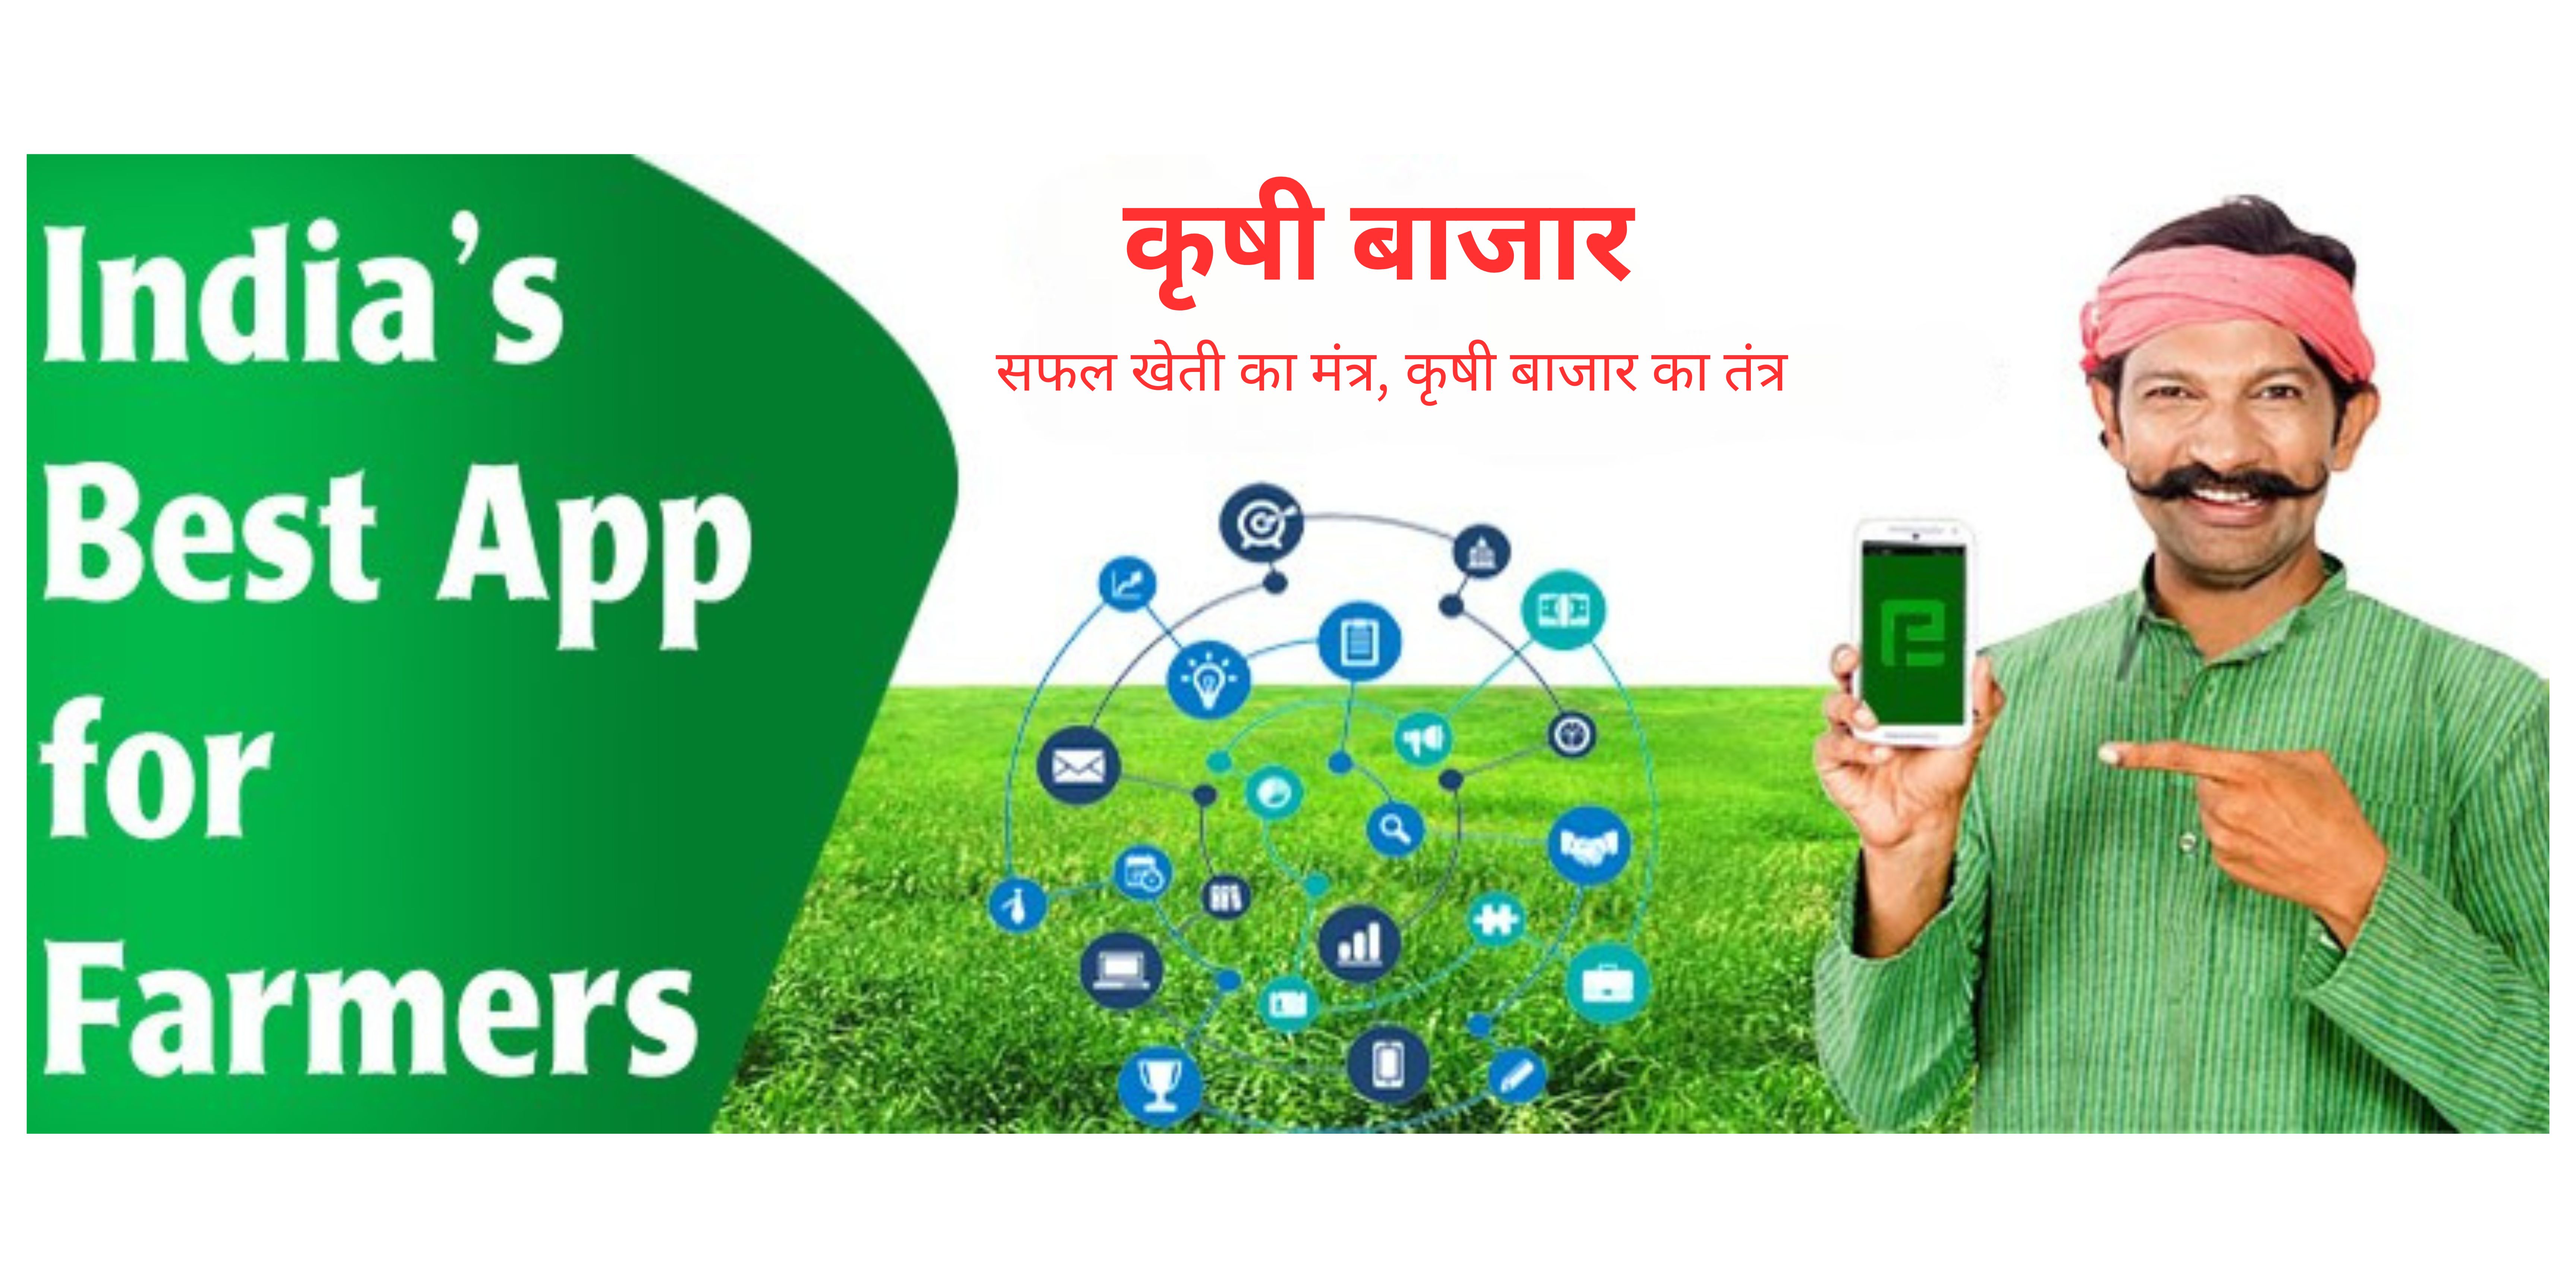 India's
Best App
for
Farmers
कृषी बाजार
सफल खेती का मंत्र, कृषी बाजार का तंत्र